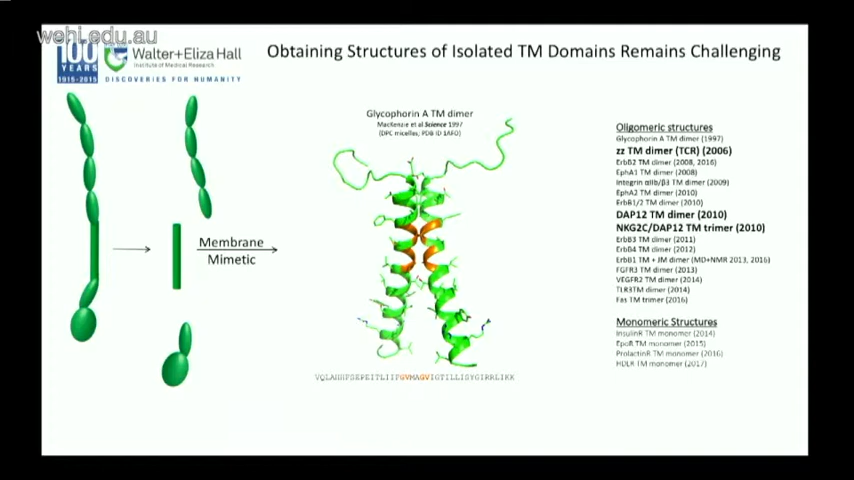 wehi.edu.au
100
YEARS
1915-2015
Walter+Eliza Hall
Institute of Medical Research
DISCOVERIES FOR HUMANITY
Obtaining Structures of Isolated TM Domains Remains Challenging
Membrane
Mimetic
Glycophorin A TM dimer
MacKenzie et al Science 1997
(DPC micelles; PDB ID 1AFO)
VQLAHHFSEPEITLIIFGVMAGVIGTILLISYGIRRLIKK
Oligomeric structures
Glycophorin A TM dimer (1997)
zz TM dimer (TCR) (2006)
ErbB2 TM dimer (2008, 2016)
EphA1 TM dimer (2008)
Integrin αIIb/β3 TM dimer (2009)
EphA2 TM dimer (2010)
ErbB1/2 TM dimer (2010)
DAP12 TM dimer (2010)
NKG2C/DAP12 TM trimer (2010)
ErbB3 TM dimer (2011)
ErbB4 TM dimer (2012)
ErbB1 TM + JM dimer (MD+NMR 2013, 2016)
FGFR3 TM dimer (2013)
VEGFR2 TM dimer (2014)
TLR3TM dimer (2014)
Fas TM trimer (2016)
Monomeric Structures
InsulinR TM monomer (2014)
EpoR TM monomer (2015)
ProlactinR TM monomer (2016)
TM monomer (2017)